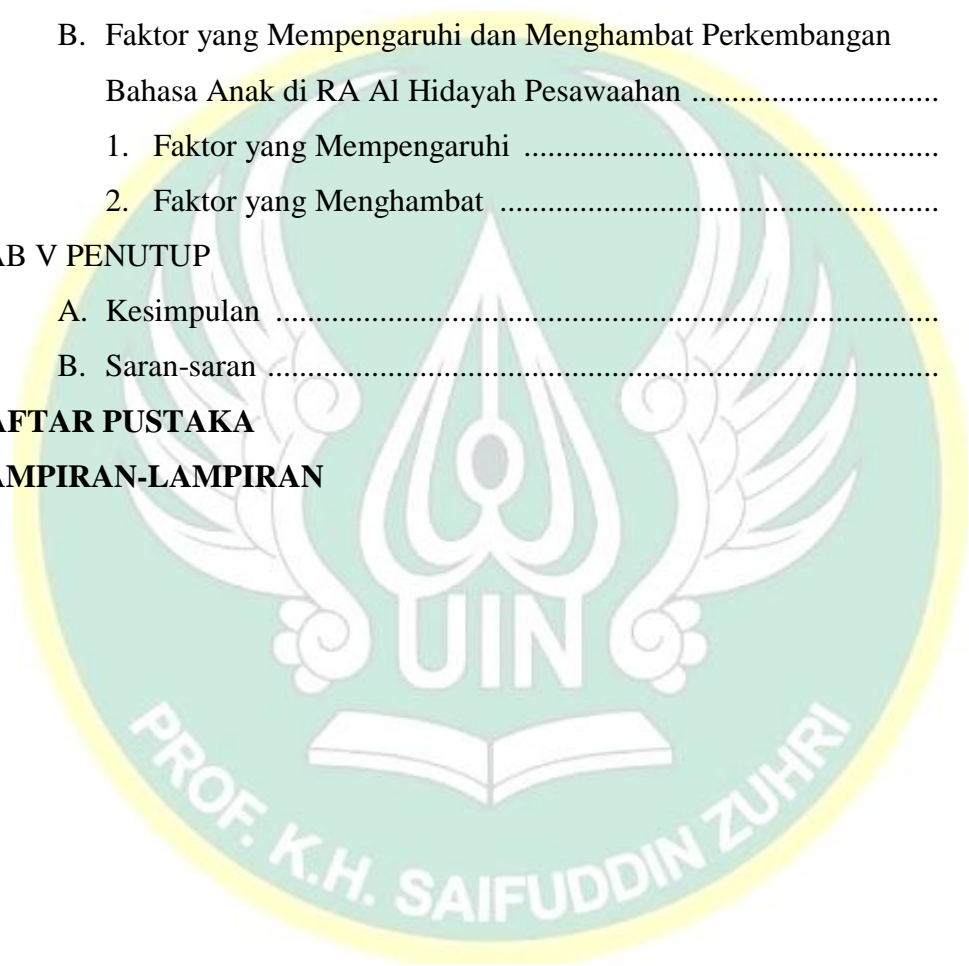 B. Faktor yang Mempengaruhi dan Menghambat Perkembangan
Bahasa Anak di RA Al Hidayah Pesawaahan ...............................
1. Faktor yang Mempengaruhi ....................................................
2. Faktor yang Menghambat .......................................................
AB V PENUTUP
A. Kesimpulan ...................................................................................
B. Saran-saran ....................................................................................
AFTAR PUSTAKA
AMPIRAN-LAMPIRAN
UIN
PROF. K.H. SAIFUDDIN ZUHRI